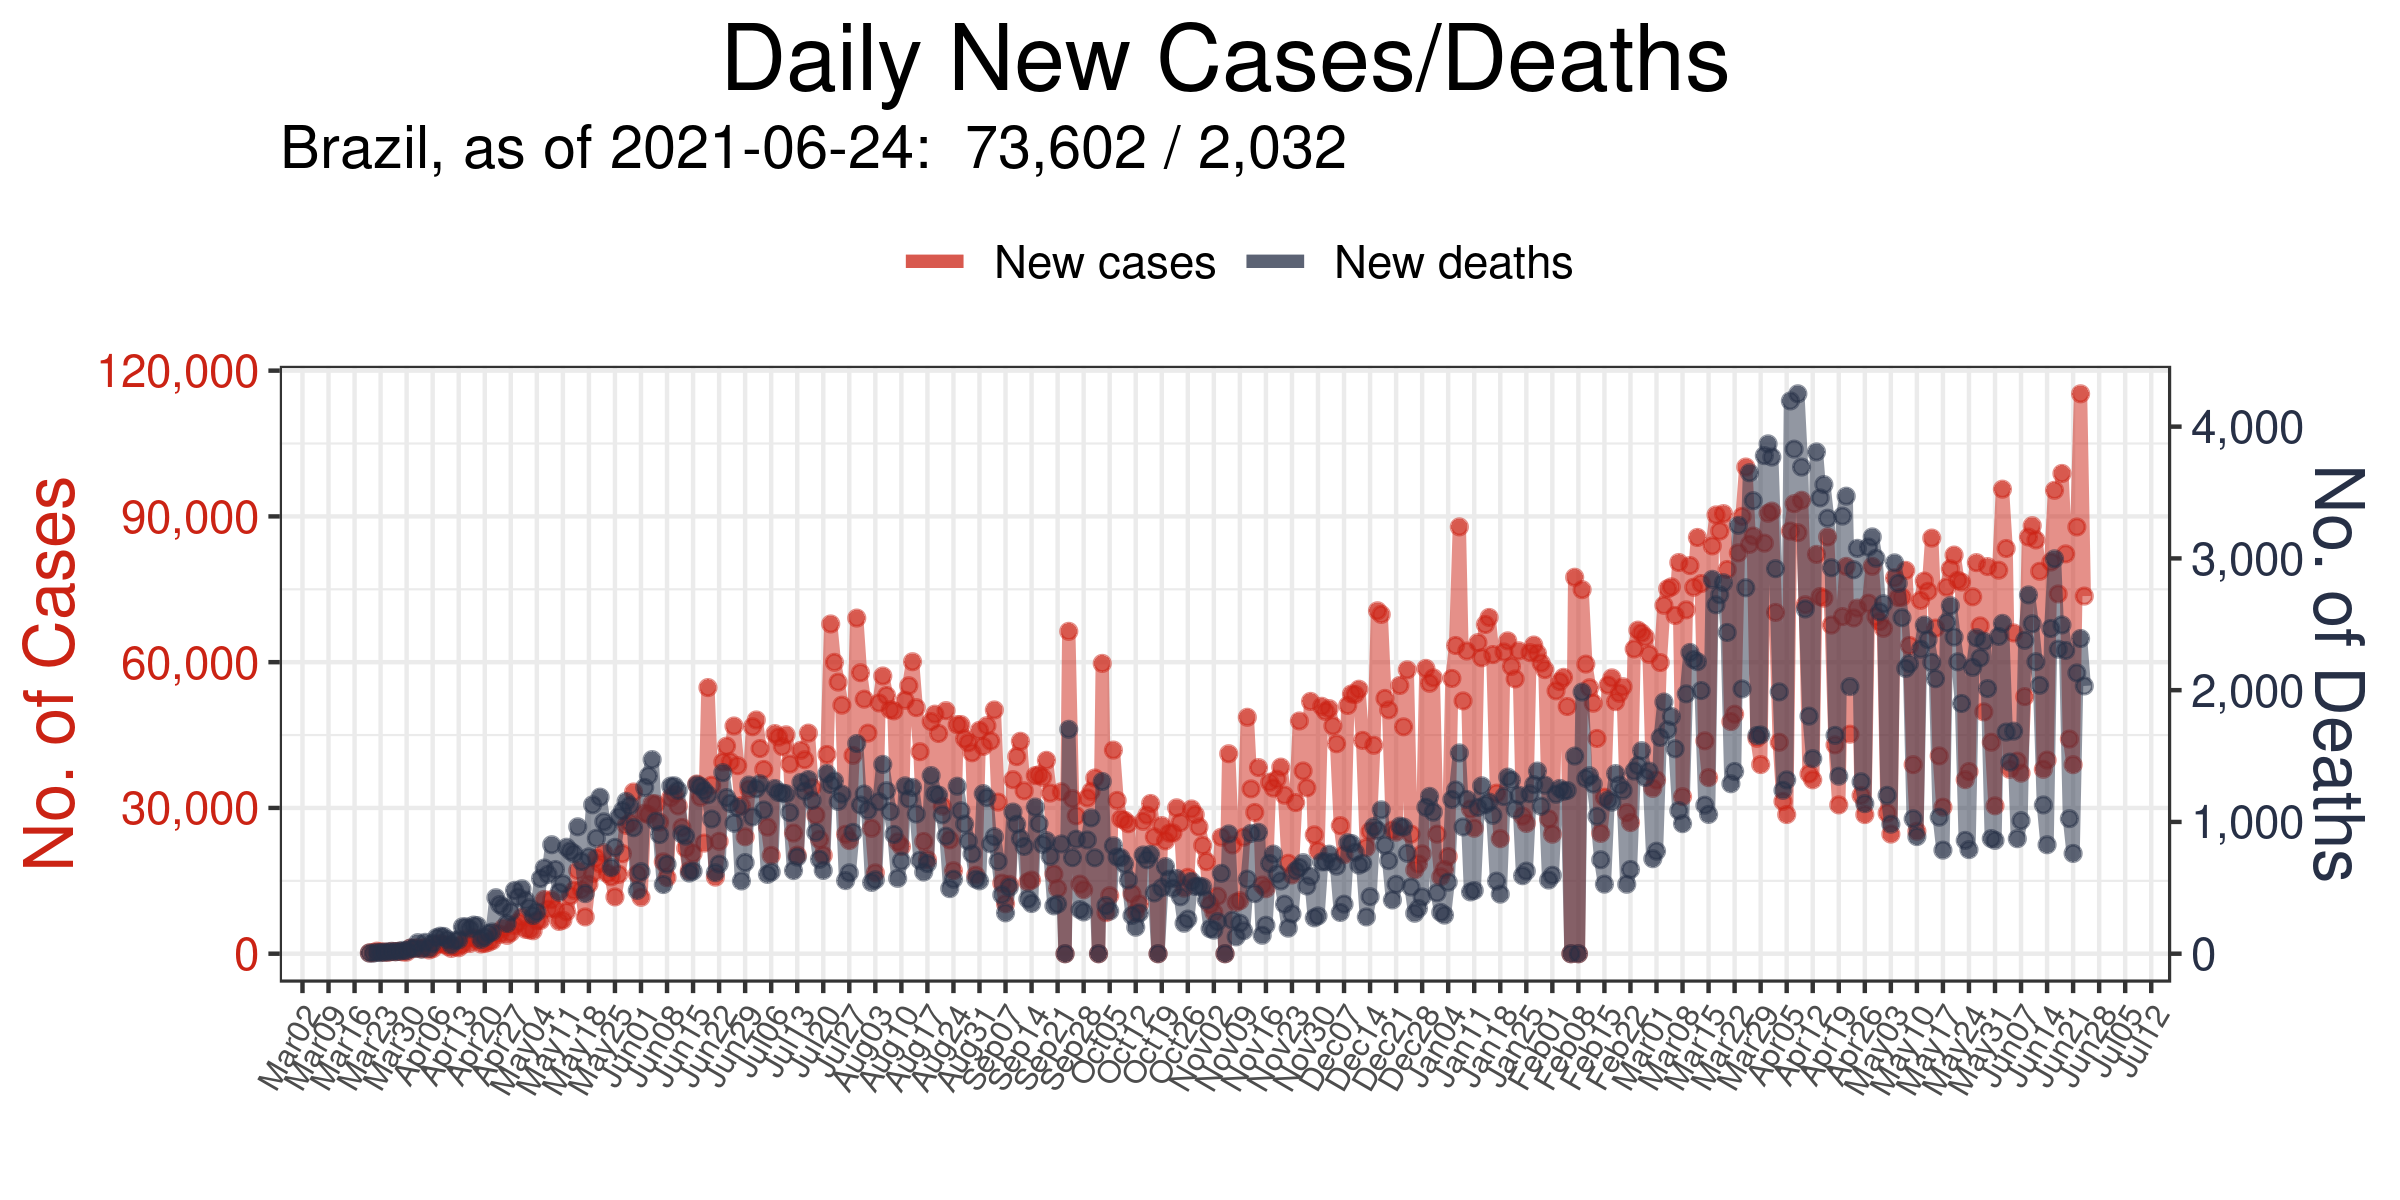 Daily New Cases/Deaths
Brazil, as of 2021-06-24:  73,602 / 2,032
New cases
New deaths
No. of Cases
120,000
90,000
60,000
30,000
0
4,000
3,000
2,000
1,000
0
No. of Deaths
Mar02
Mar09
Mar16
Mar23
Mar30
Apr06
Apr13
Apr20
Apr27
May04
May11
May18
May25
Jun01
Jun08
Jun15
Jun22
Jun29
Jul06
Jul13
Jul20
Jul27
Aug03
Aug10
Aug17
Aug24
Aug31
Sep07
Sep14
Sep21
Sep28
Oct05
Oct12
Oct19
Oct26
Nov02
Nov09
Nov16
Nov23
Nov30
Dec07
Dec14
Dec21
Dec28
Dec04
Jan11
Jan18
Jan25
Feb01
Feb08
Feb15
Feb22
Mar01
Mar08
Mar15
Mar22
Mar29
Apr05
Apr12
Apr19
Apr26
May03
May10
May17
May24
May31
Jun07
Jun14
Jun21
Jun28
Jul05
Jul12